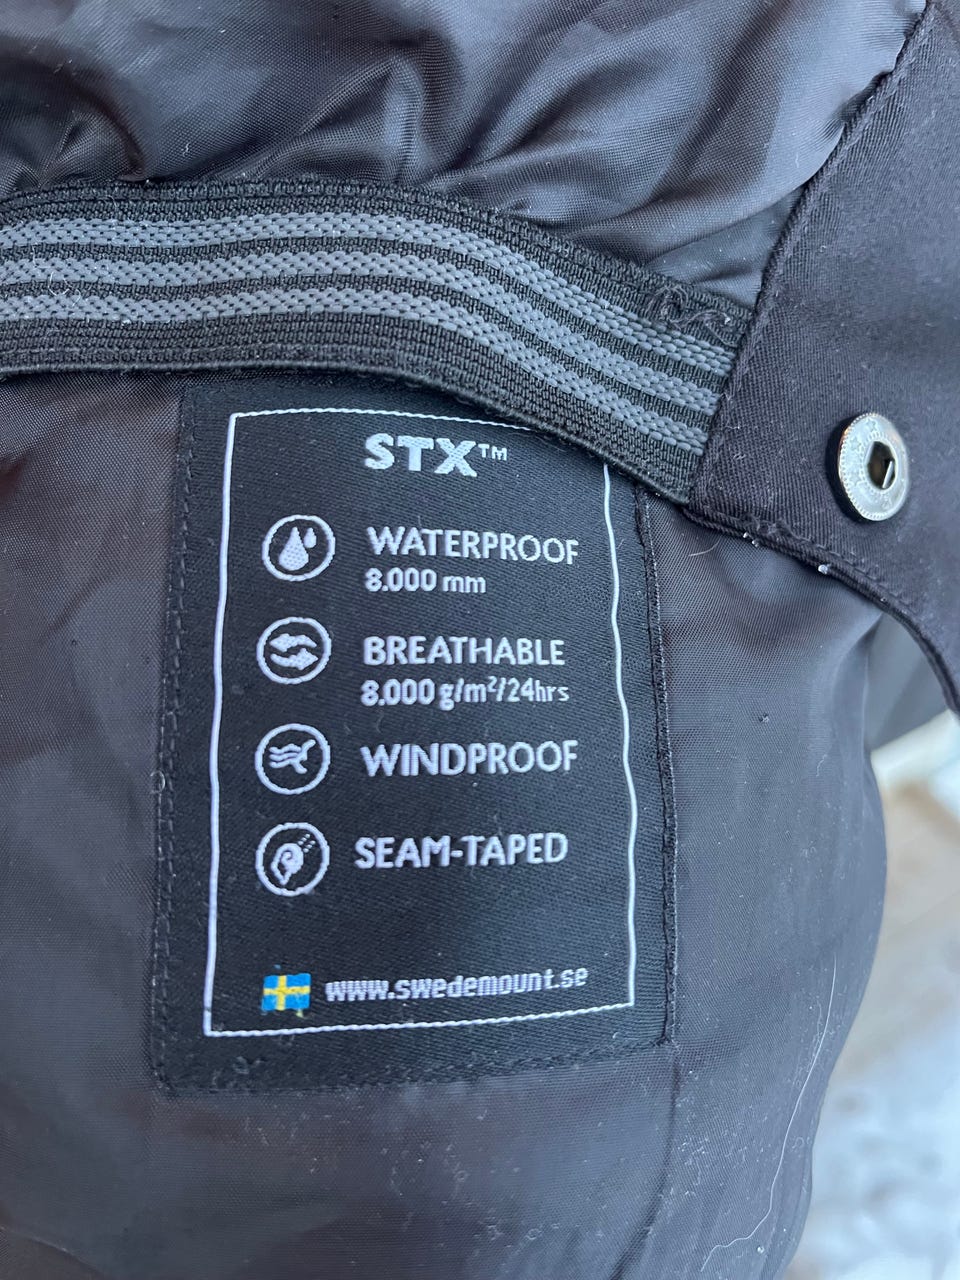 STX™
WATERPROOF
8.000 mm
BREATHABLE
8.000 g/m²/24hrs
WINDPROOF
SEAM-TAPED
www.swedemount.se